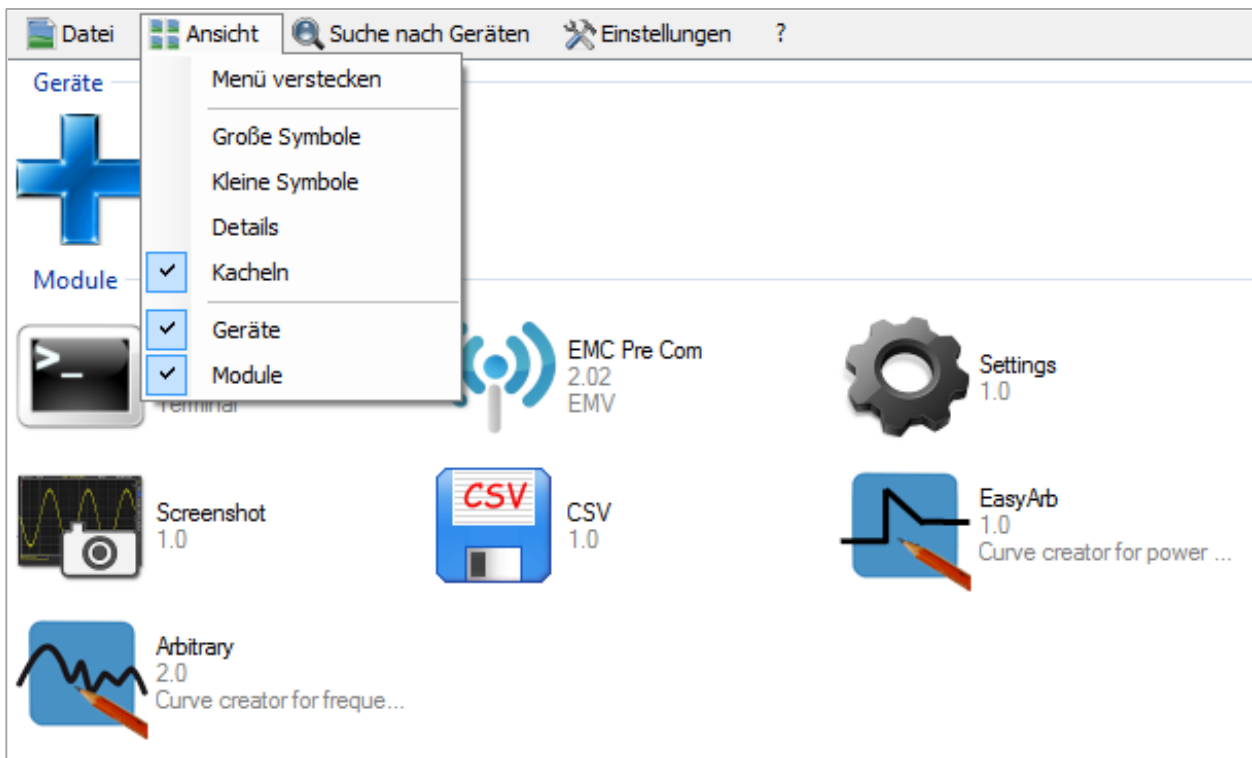 Datei Ansicht Suche nach Geräten Einstellungen ?
Geräte
Menü verstecken
Große Symbole
Kleine Symbole
Details
Kacheln
Geräte
Module
Module
>_
Terminal
EMC Pre Com
2.02
EMV
Settings
1.0
Screenshot
1.0
CSV
CSV
1.0
EasyArb
1.0
Curve creator for power ...
Arbitrary
2.0
Curve creator for freque...